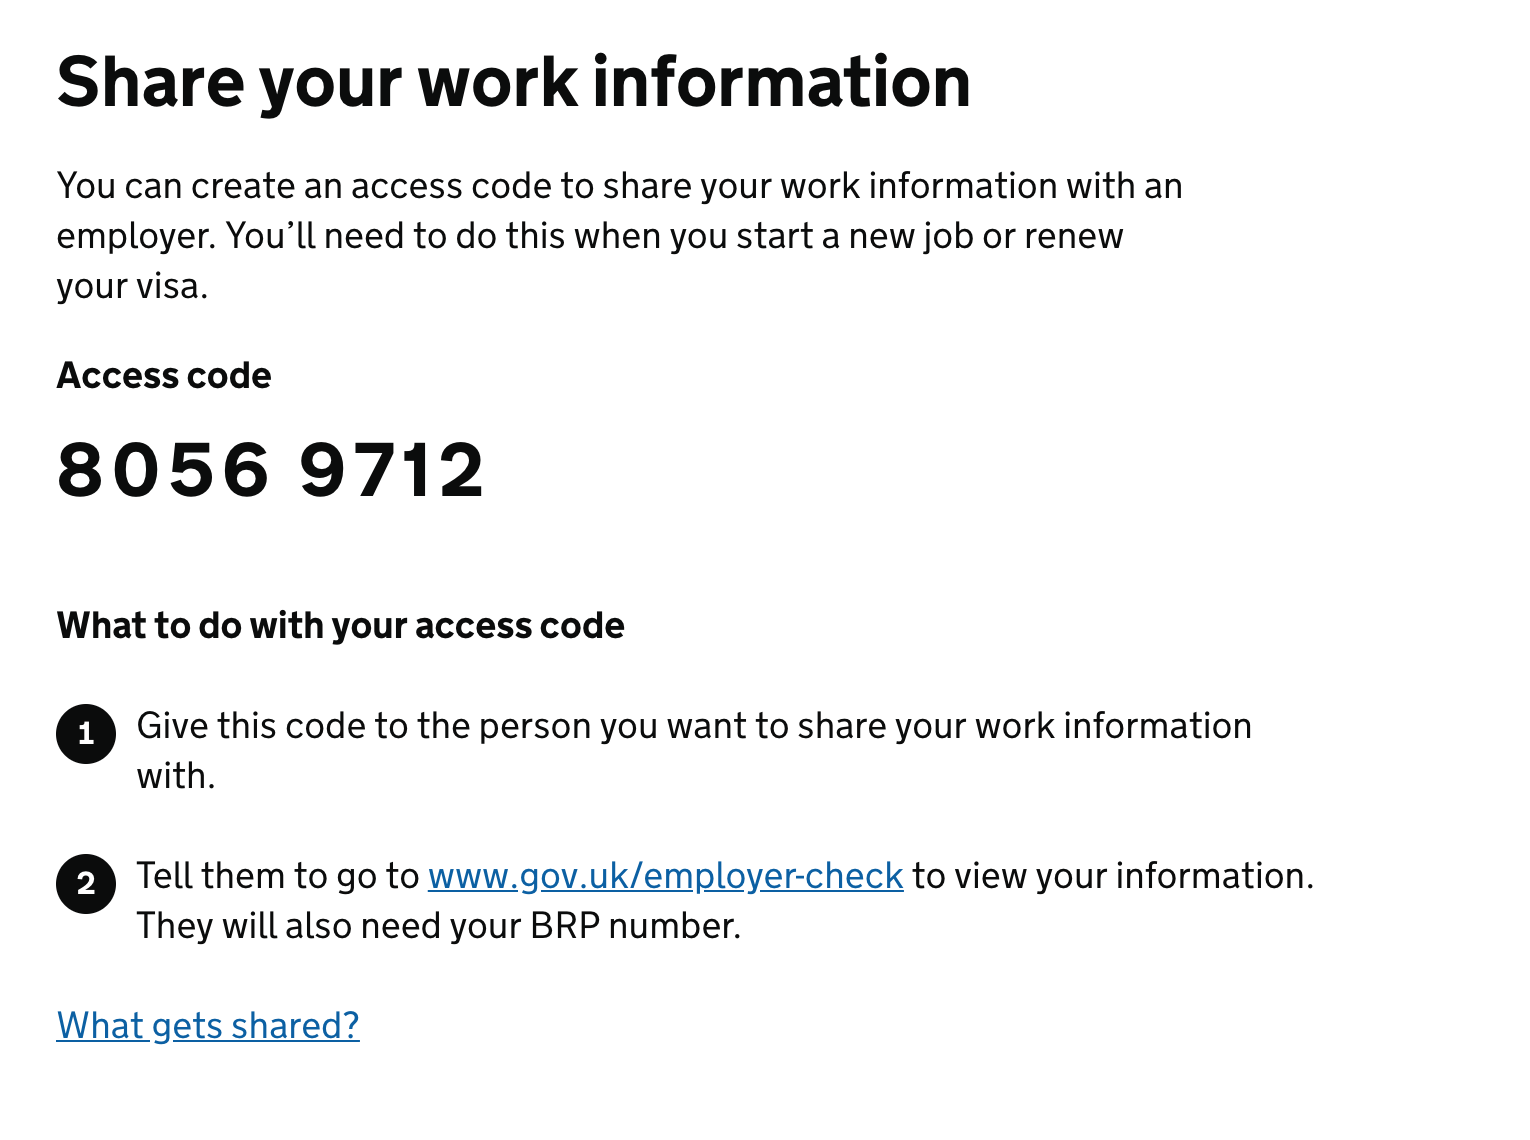 Share your work information
You can create an access code to share your work information with an
employer. You’ll need to do this when you start a new job or renew
your visa.
Access code
8056 9712
What to do with your access code
1 Give this code to the person you want to share your work information
with.
2 Tell them to go to www.gov.uk/employer-check to view your information.
They will also need your BRP number.
What gets shared?